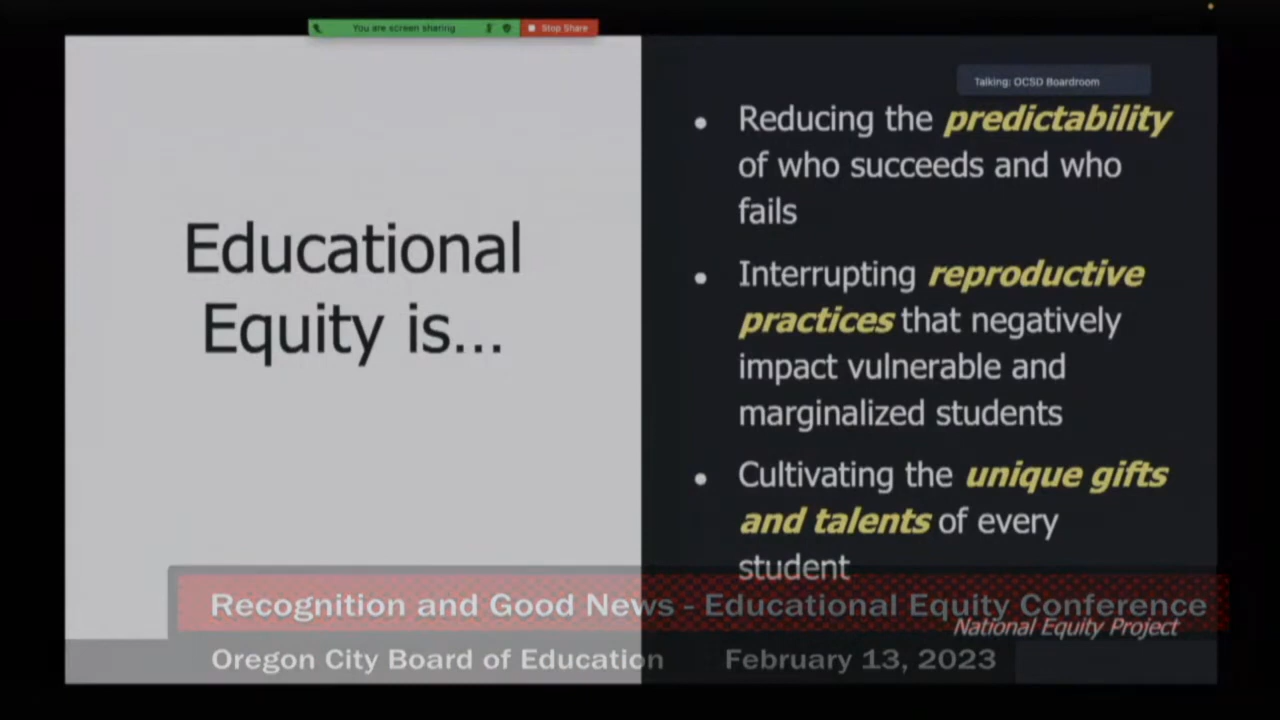 You are screen sharing
Stop Share
Talking: OCSD Boardroom
Educational
Equity is...
• Reducing the predictability
of who succeeds and who
fails
• Interrupting reproductive
practices that negatively
impact vulnerable and
marginalized students
• Cultivating the unique gifts
and talents of every
student
National Equity Project
Recognition and Good News - Educational Equity Conference
Oregon City Board of Education February 13, 2023